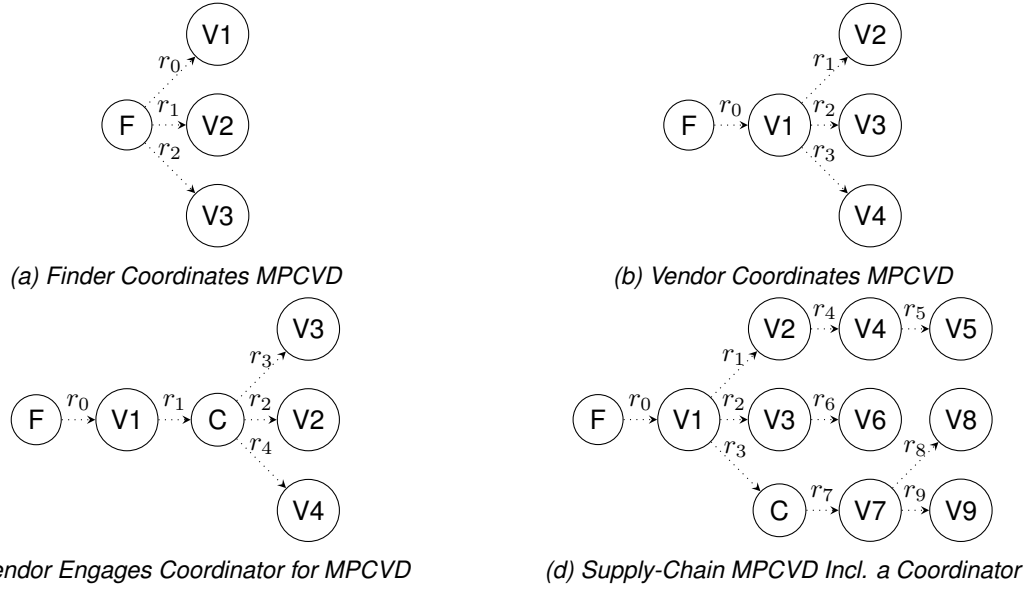 V1
r₀
r₁
F V2
r₂
V3
(a) Finder Coordinates MPCVD
V2
r₁
r₀ r₂
F V1 V3
r₃
V4
(b) Vendor Coordinates MPCVD
V3
r₃
r₀ r₁ r₂
F V1 C V2
r₄
V4
endor Engages Coordinator for MPCVD
r₄ r₅
V2 V4 V5
r₁
r₀ r₂ r₆
F V1 V3 V6 V8
r₃ r₈
r₇ r₉
C V7 V9
(d) Supply-Chain MPCVD Incl. a Coordinator